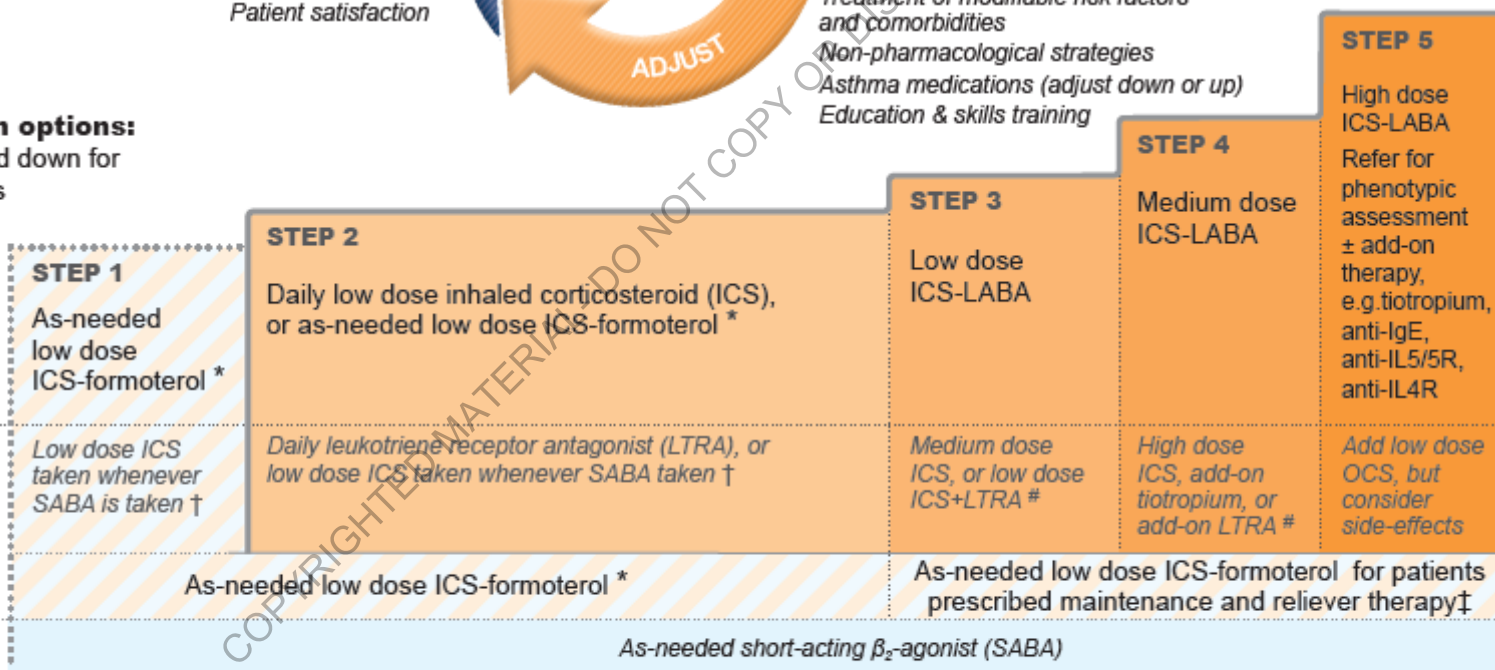 Patient satisfaction
ADJUST
and comorbidities
Non-pharmacological strategies
Asthma medications (adjust down or up)
Education & skills training
n options:
d down for
s
STEP 1
As-needed
low dose
ICS-formoterol *
STEP 2
Daily low dose inhaled corticosteroid (ICS),
or as-needed low dose ICS-formoterol *
STEP 3
Low dose
ICS-LABA
STEP 4
Medium dose
ICS-LABA
STEP 5
High dose
ICS-LABA
Refer for
phenotypic
assessment
± add-on
therapy,
e.g.tiotropium,
anti-IgE,
anti-IL5/5R,
anti-IL4R
Low dose ICS
taken whenever
SABA is taken †
Daily leukotriene receptor antagonist (LTRA), or
low dose ICS taken whenever SABA taken †
Medium dose
ICS, or low dose
ICS+LTRA #
High dose
ICS, add-on
tiotropium, or
add-on LTRA #
Add low dose
OCS, but
consider
side-effects
As-needed low dose ICS-formoterol *
As-needed low dose ICS-formoterol for patients
prescribed maintenance and reliever therapy‡
As-needed short-acting β₂-agonist (SABA)
COPYRIGHTED MATERIAL - DO NOT COPY OR